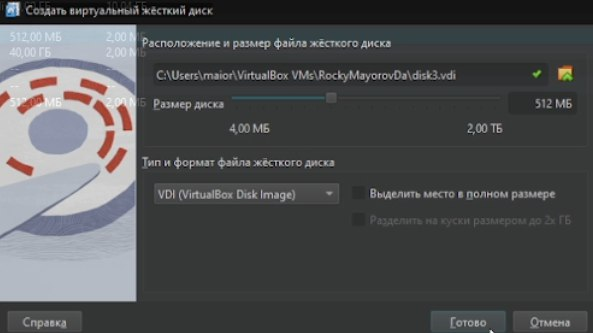 Создать виртуальный жёсткий диск
512,00 МБ 2,00 МБ
40,00 ГБ 2,00 МБ
512,00 МБ 2,00 МБ
Расположение и размер файла жёсткого диска
C:\Users\maior\VirtualBox VMs\RockyMayorovDa\disk3.vdi
Размер диска
512 МБ
4,00 МБ 2,00 ТБ
Тип и формат файла жёсткого диска
VDI (VirtualBox Disk Image)
Выделить место в полном размере
Разделить на куски размером до 2х ГБ
Справка Готово Отмена